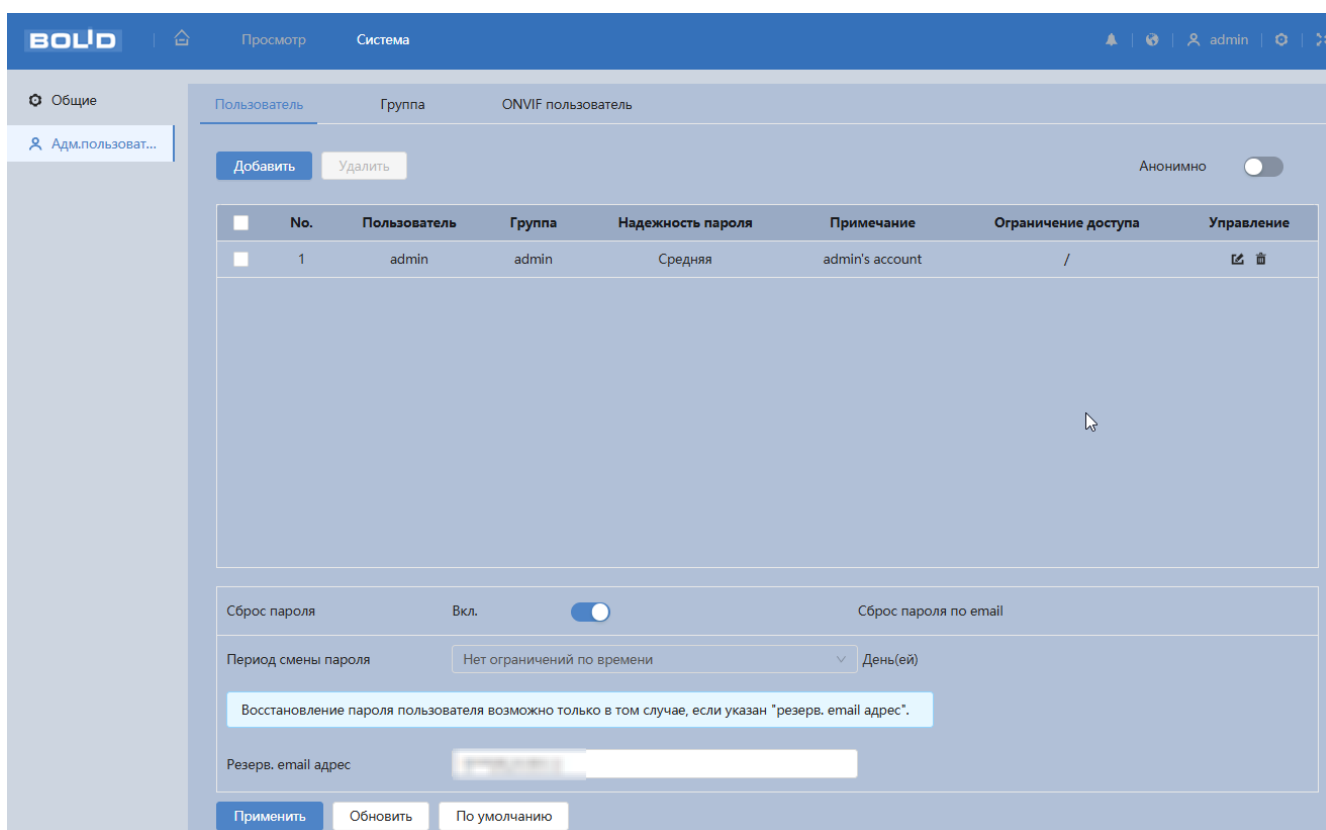 BOLID Просмотр Система admin
Общие
Адм.пользоват...
Пользователь Группа ONVIF пользователь
Добавить Удалить Анонимно
No. Пользователь Группа Надежность пароля Примечание Ограничение доступа Управление
1 admin admin Средняя admin's account /
Сброс пароля Вкл. Сброс пароля по email
Период смены пароля Нет ограничений по времени День(ей)
Восстановление пароля пользователя возможно только в том случае, если указан "резерв. email адрес".
Резерв. email адрес
Применить Обновить По умолчанию